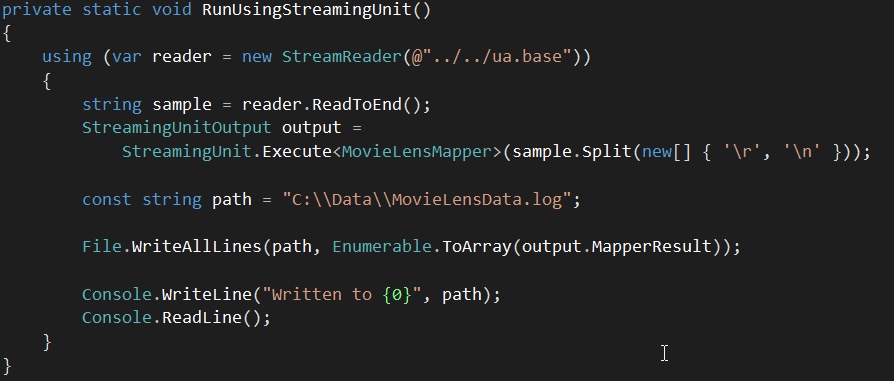 private static void RunUsingStreamingUnit()
{
    using (var reader = new StreamReader(@"../../ua.base"))
    {
        string sample = reader.ReadToEnd();
        StreamingUnitOutput output =
            StreamingUnit.Execute<MovieLensMapper>(sample.Split(new[] { '\r', '\n' }));
        const string path = "C:\\Data\\MovieLensData.log";
        File.WriteAllLines(path, Enumerable.ToArray(output.MapperResult));
        Console.WriteLine("Written to {0}", path);
        Console.ReadLine();
    }
}